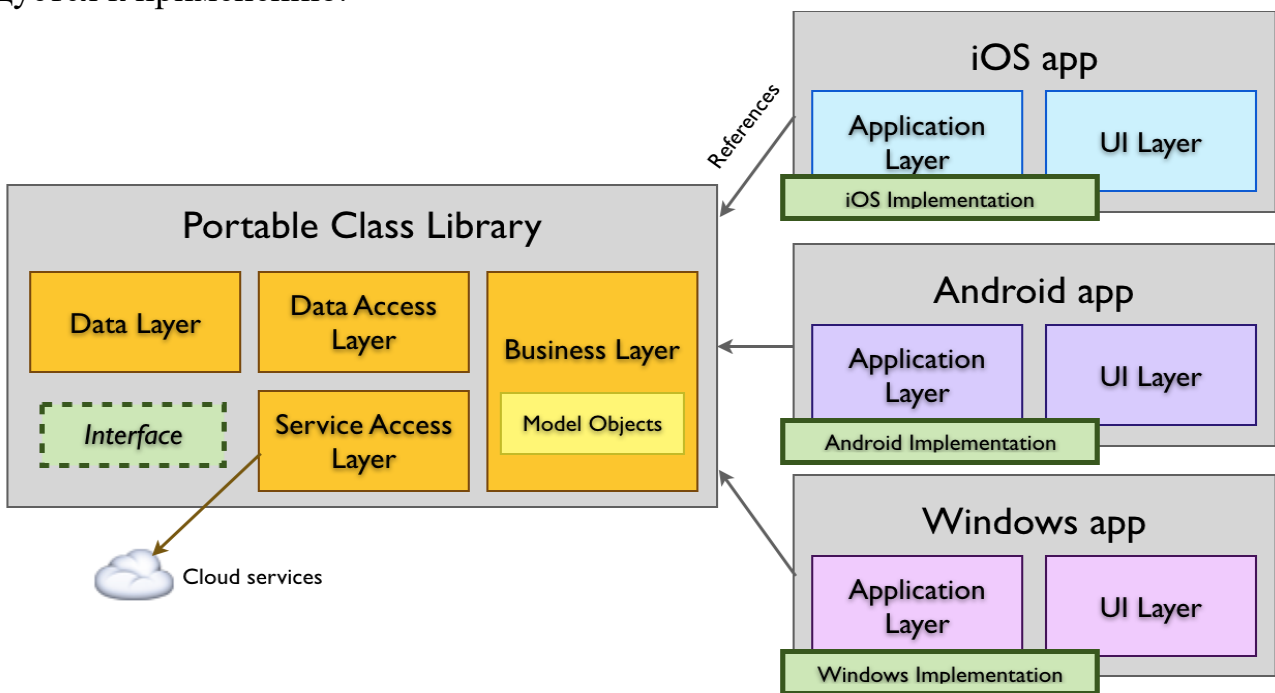 к применению.
iOS app
Application
Layer
UI Layer
iOS Implementation
References
Portable Class Library
Data Layer
Data Access
Layer
Business Layer
Interface
Service Access
Layer
Model Objects
Cloud services
Android app
Application
Layer
UI Layer
Android Implementation
Windows app
Application
Layer
UI Layer
Windows Implementation